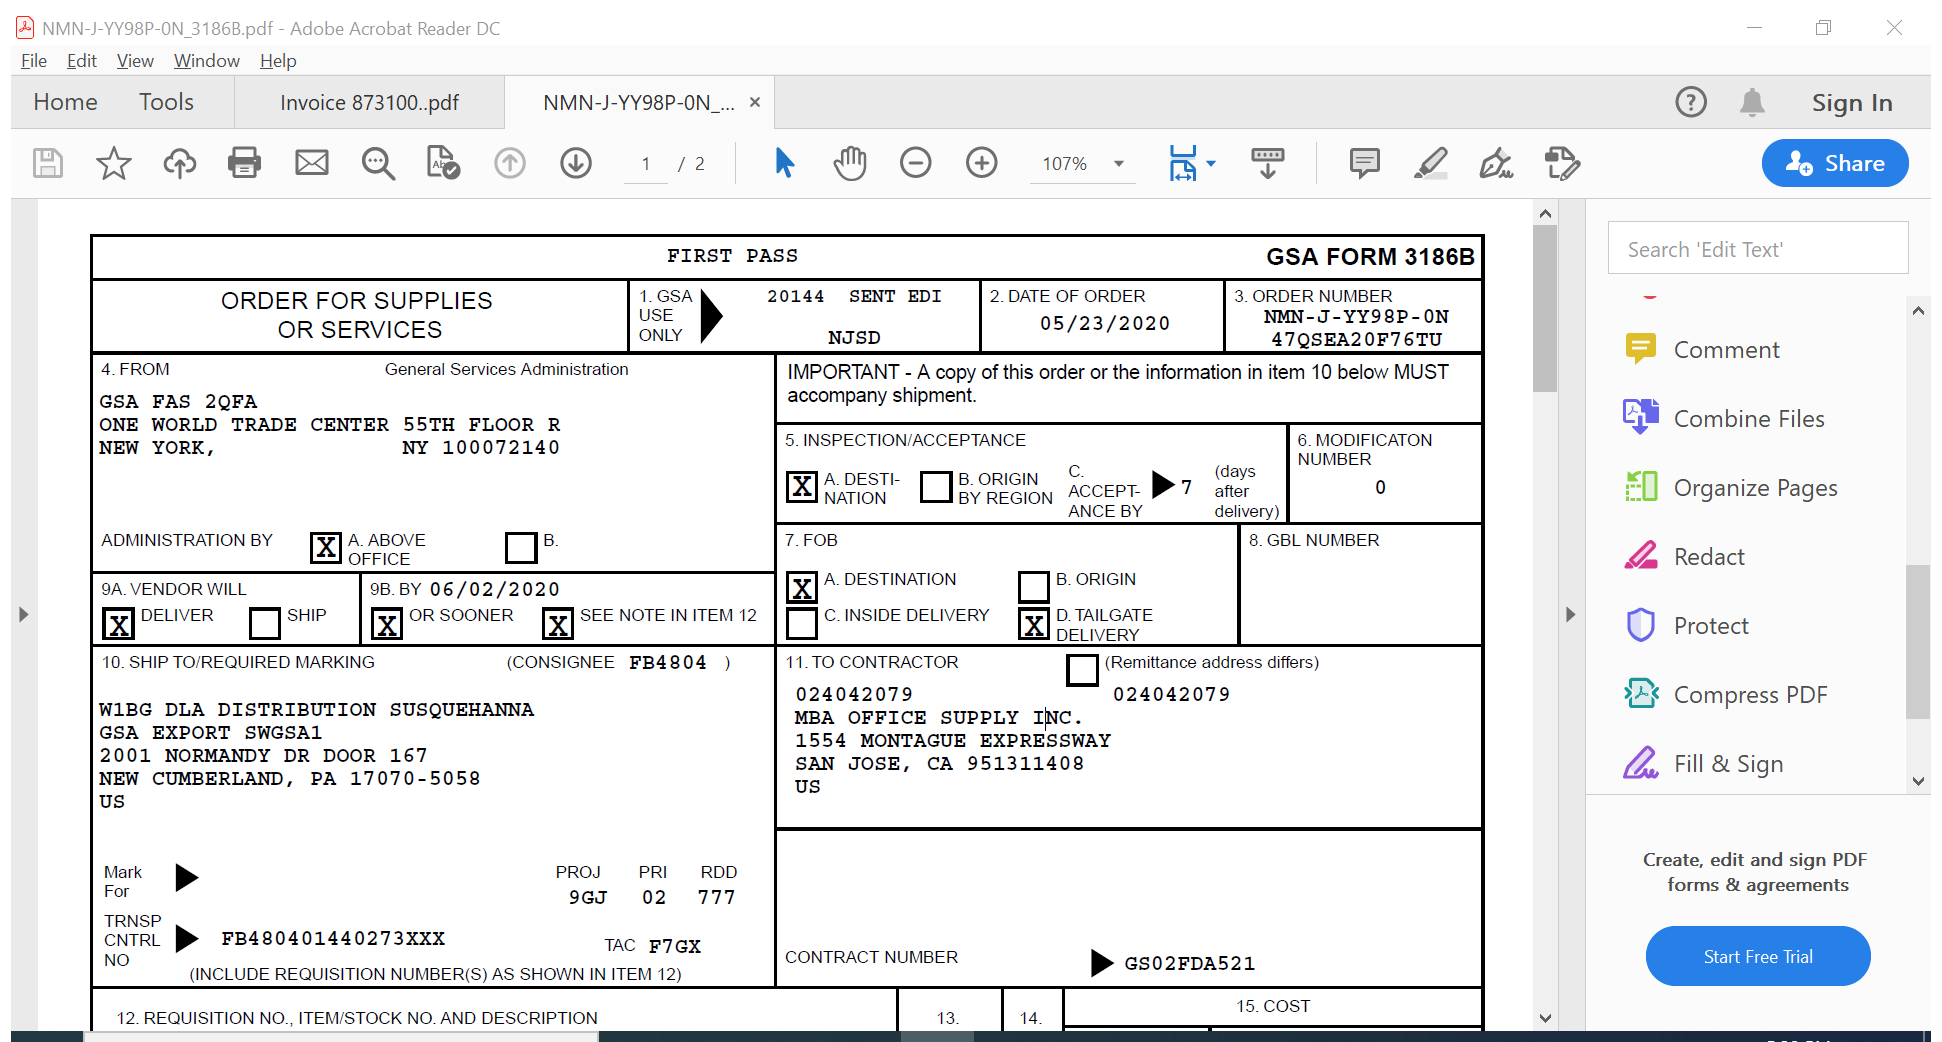 NMN-J-YY98P-0N_3186B.pdf - Adobe Acrobat Reader DC
File Edit View Window Help
Home Tools Invoice 873100..pdf NMN-J-YY98P-0N_... × Sign In
1 / 2 107% Share
FIRST PASS GSA FORM 3186B
ORDER FOR SUPPLIES
OR SERVICES
1. GSA
USE
ONLY
20144 SENT EDI
NJSD
2. DATE OF ORDER
05/23/2020
3. ORDER NUMBER
NMN-J-YY98P-0N
47QSEA20F76TU
4. FROM General Services Administration
GSA FAS 2QFA
ONE WORLD TRADE CENTER 55TH FLOOR R
NEW YORK, NY 100072140
ADMINISTRATION BY
X A. ABOVE
OFFICE
B.
IMPORTANT - A copy of this order or the information in item 10 below MUST
accompany shipment.
5. INSPECTION/ACCEPTANCE
X A. DESTI-
NATION
B. ORIGIN
BY REGION
C.
ACCEPT-
ANCE BY
7
(days
after
delivery)
6. MODIFICATON
NUMBER
0
7. FOB
X A. DESTINATION
B. ORIGIN
C. INSIDE DELIVERY
X D. TAILGATE
DELIVERY
8. GBL NUMBER
9A. VENDOR WILL
X DELIVER SHIP
9B. BY 06/02/2020
X OR SOONER X SEE NOTE IN ITEM 12
10. SHIP TO/REQUIRED MARKING (CONSIGNEE FB4804 )
W1BG DLA DISTRIBUTION SUSQUEHANNA
GSA EXPORT SWGSA1
2001 NORMANDY DR DOOR 167
NEW CUMBERLAND, PA 17070-5058
US
Mark
For
PROJ PRI RDD
9GJ 02 777
TRNSP
CNTRL
NO
FB480401440273XXX
TAC F7GX
(INCLUDE REQUISITION NUMBER(S) AS SHOWN IN ITEM 12)
11. TO CONTRACTOR (Remittance address differs)
024042079 024042079
MBA OFFICE SUPPLY INC.
1554 MONTAGUE EXPRESSWAY
SAN JOSE, CA 951311408
US
CONTRACT NUMBER GS02FDA521
12. REQUISITION NO., ITEM/STOCK NO. AND DESCRIPTION 13. 14. 15. COST
Search 'Edit Text'
Comment
Combine Files
Organize Pages
Redact
Protect
Compress PDF
Fill & Sign
Create, edit and sign PDF
forms & agreements
Start Free Trial